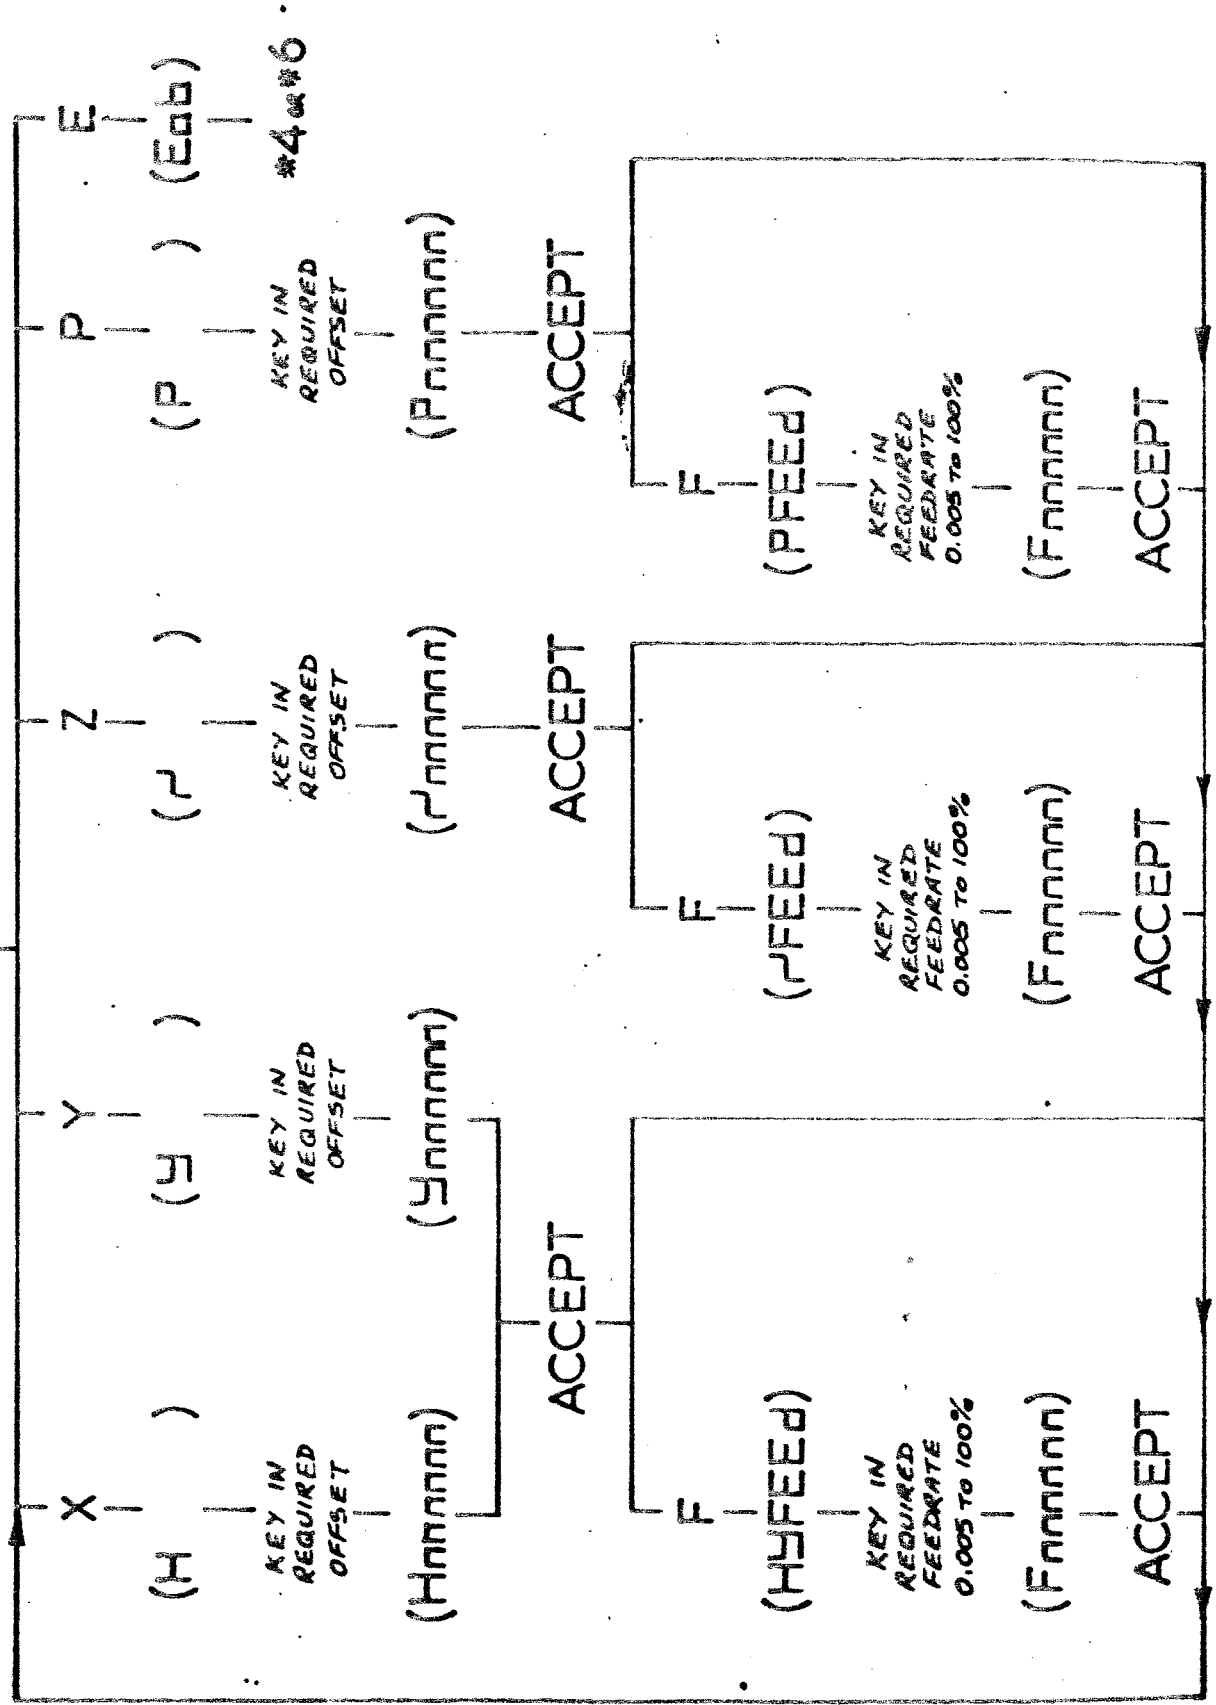 X
(H )
KEY IN
REQUIRED
OFFSET
(Hnnnnnn)
Y
(y )
KEY IN
REQUIRED
OFFSET
(ynnnnnn)
ACCEPT
F
(HyFEEd)
KEY IN
REQUIRED
FEEDRATE
0.005 TO 100%
(Fnnnnnn)
ACCEPT
Z
(┌┘ )
KEY IN
REQUIRED
OFFSET
(┌┘nnnnnn)
ACCEPT
F
(┌┘FEEd)
KEY IN
REQUIRED
FEEDRATE
0.005 TO 100%
(Fnnnnnn)
ACCEPT
P
(P )
KEY IN
REQUIRED
OFFSET
(Pnnnnnn)
ACCEPT
F
(PFEEd)
KEY IN
REQUIRED
FEEDRATE
0.005 TO 100%
(Fnnnnnn)
ACCEPT
E
(Eab)
#4 OR #6